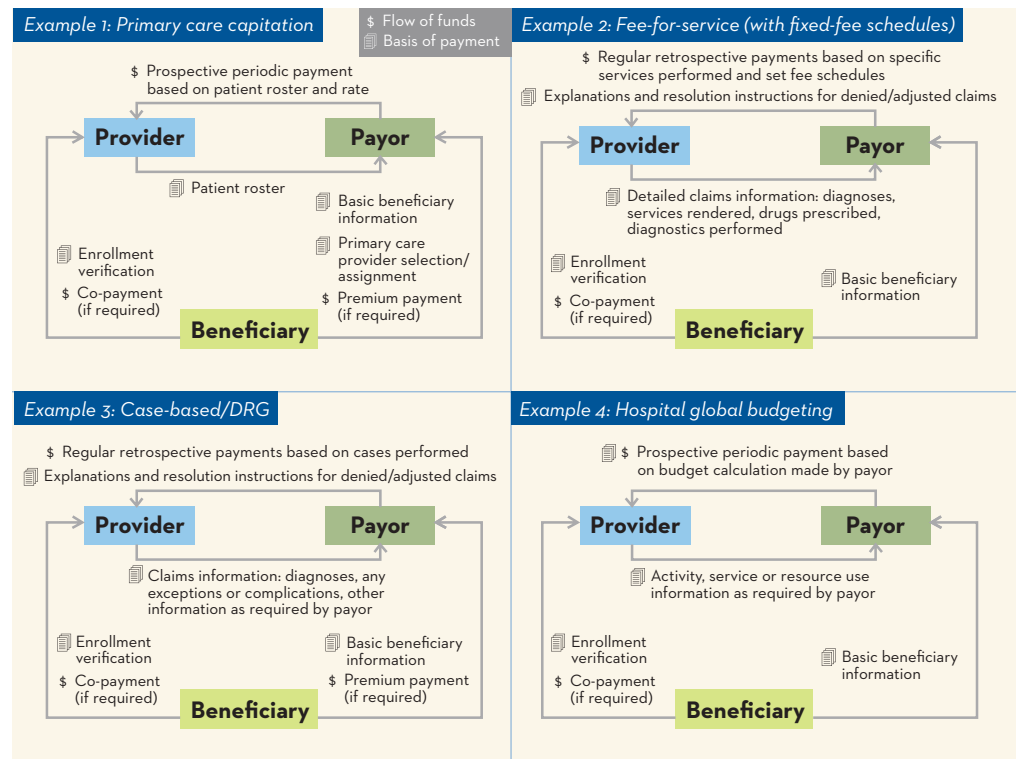 Example 1: Primary care capitation
$ Flow of funds
Basis of payment
$ Prospective periodic payment
based on patient roster and rate
Provider
Payor
Patient roster
Basic beneficiary
information
Primary care
provider selection/
assignment
$ Premium payment
(if required)
Enrollment
verification
$ Co-payment
(if required)
Beneficiary
Example 2: Fee-for-service (with fixed-fee schedules)
$ Regular retrospective payments based on specific
services performed and set fee schedules
Explanations and resolution instructions for denied/adjusted claims
Provider
Payor
Detailed claims information: diagnoses,
services rendered, drugs prescribed,
diagnostics performed
Enrollment
verification
$ Co-payment
(if required)
Basic beneficiary
information
Beneficiary
Example 3: Case-based/DRG
$ Regular retrospective payments based on cases performed
Explanations and resolution instructions for denied/adjusted claims
Provider
Payor
Claims information: diagnoses, any
exceptions or complications, other
information as required by payor
Enrollment
verification
$ Co-payment
(if required)
Basic beneficiary
information
$ Premium payment
(if required)
Beneficiary
Example 4: Hospital global budgeting
$ Prospective periodic payment based
on budget calculation made by payor
Provider
Payor
Activity, service or resource use
information as required by payor
Enrollment
verification
$ Co-payment
(if required)
Basic beneficiary
information
Beneficiary